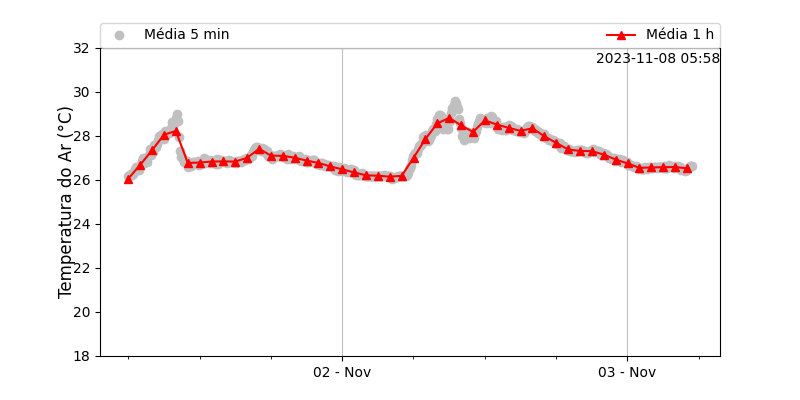 Média 5 min
Média 1 h
2023-11-08 05:58
Temperatura do Ar (°C)
32
30
28
26
24
22
20
18
02 - Nov
03 - Nov